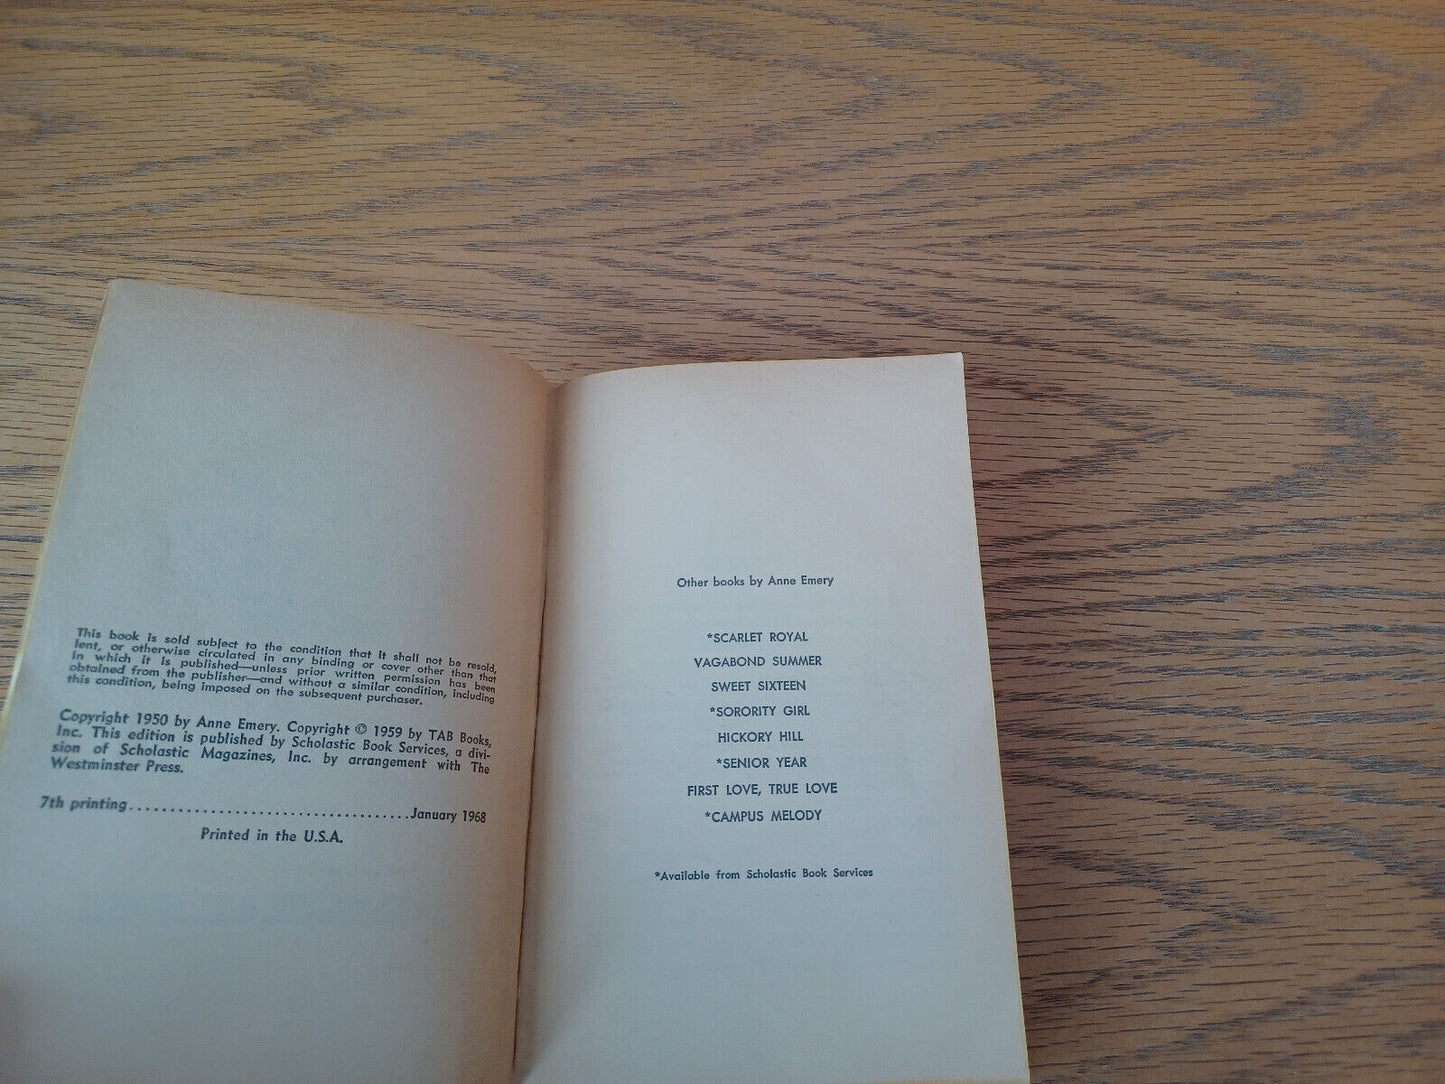 This book is sold subject to the condition that it shall not be resold,
lent, or otherwise circulated in any binding or cover other than that
in which it is published—unless prior written permission has been
obtained from the publisher—and without a similar condition, including
this condition, being imposed on the subsequent purchaser.
Copyright 1950 by Anne Emery. Copyright © 1959 by TAB Books,
Inc. This edition is published by Scholastic Book Services, a divi-
sion of Scholastic Magazines, Inc. by arrangement with The
Westminster Press.
7th printing...................................January 1968
Printed in the U.S.A.
Other books by Anne Emery
*SCARLET ROYAL
VAGABOND SUMMER
SWEET SIXTEEN
*SORORITY GIRL
HICKORY HILL
*SENIOR YEAR
FIRST LOVE, TRUE LOVE
*CAMPUS MELODY
*Available from Scholastic Book Services